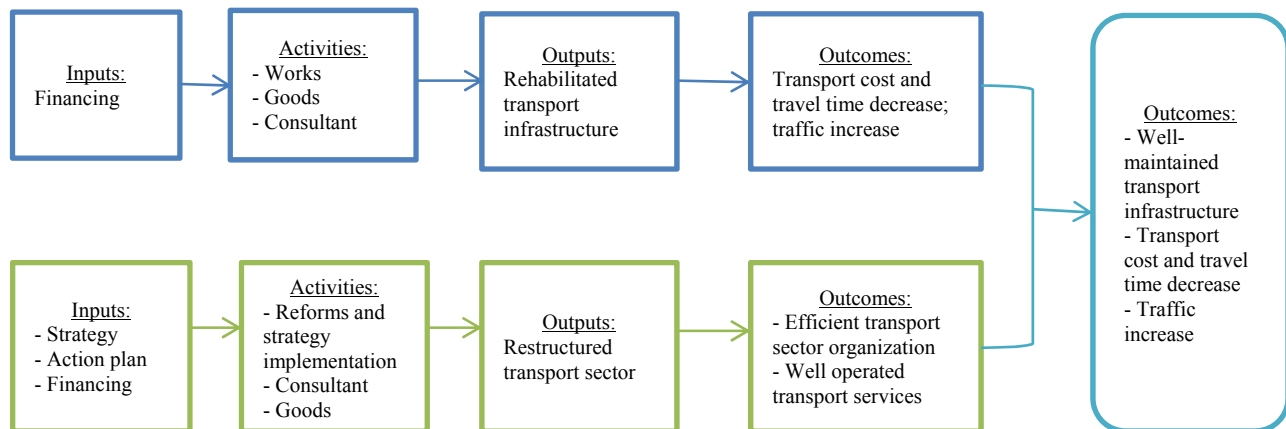 Inputs:
Financing
Activities:
- Works
- Goods
- Consultant
Outputs:
Rehabilitated
transport
infrastructure
Outcomes:
Transport cost and
travel time decrease;
traffic increase
Inputs:
- Strategy
- Action plan
- Financing
Activities:
- Reforms and
strategy
implementation
- Consultant
- Goods
Outputs:
Restructured
transport sector
Outcomes:
- Efficient transport
sector organization
- Well operated
transport services
Outcomes:
- Well-
maintained
transport
infrastructure
- Transport
cost and travel
time decrease
- Traffic
increase